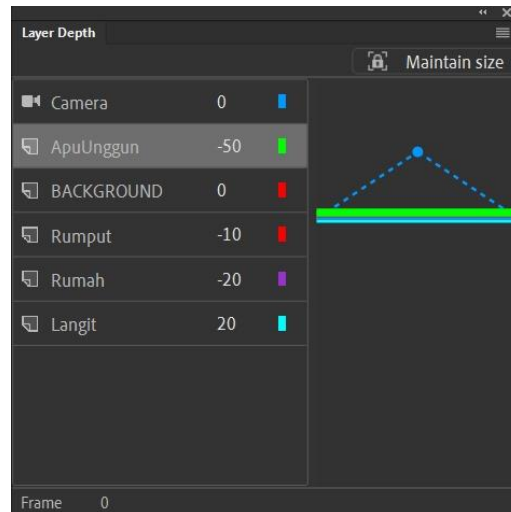 Layer Depth
Maintain size
Camera 0
ApuUnggun -50
BACKGROUND 0
Rumput -10
Rumah -20
Langit 20
Frame 0